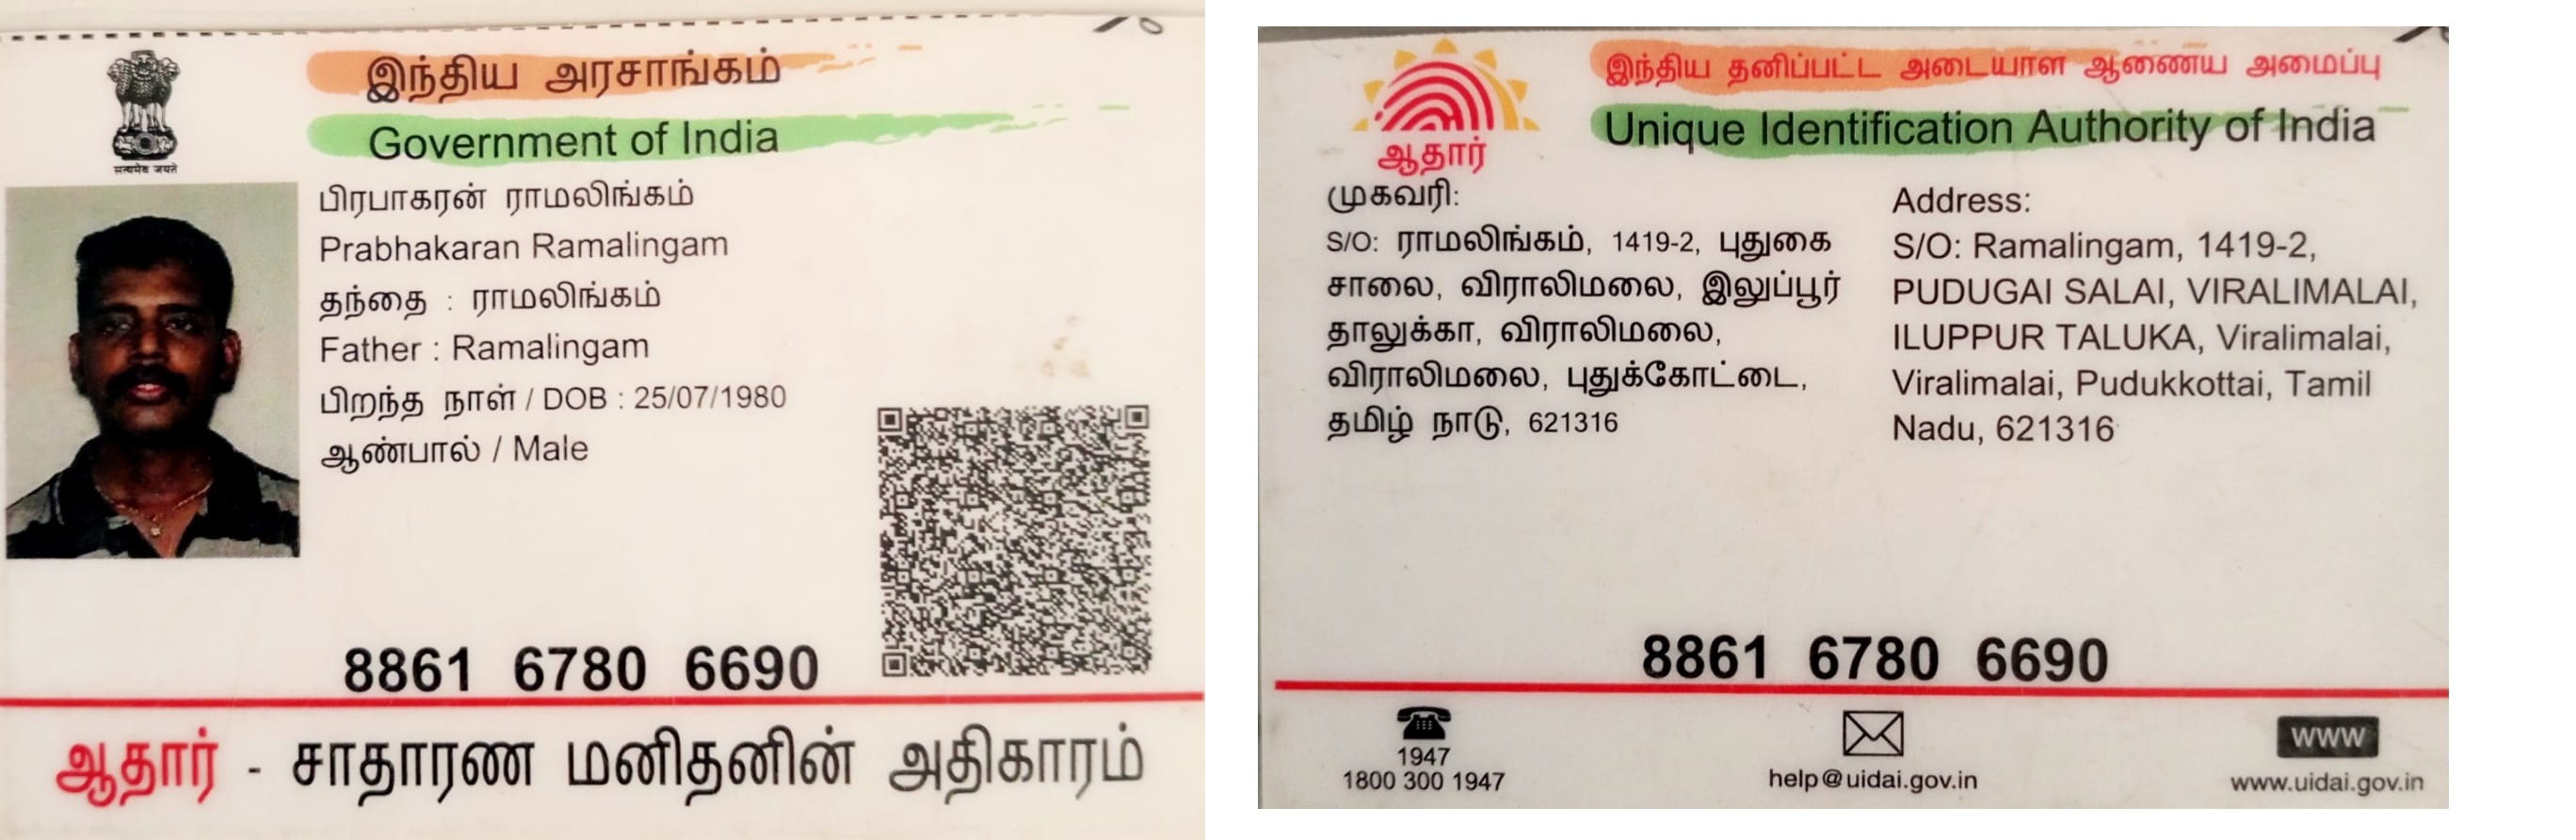 இந்திய அரசாங்கம்
Government of India
सत्यमेव जयते
பிரபாகரன் ராமலிங்கம்
Prabhakaran Ramalingam
தந்தை : ராமலிங்கம்
Father : Ramalingam
பிறந்த நாள் / DOB : 25/07/1980
ஆண்பால் / Male
8861 6780 6690
ஆதார் - சாதாரண மனிதனின் அதிகாரம்
இந்திய தனிப்பட்ட அடையாள ஆணைய அமைப்பு
Unique Identification Authority of India
ஆதார்
முகவரி:
S/O: ராமலிங்கம், 1419-2, புதுகை
சாலை, விராலிமலை, இலுப்பூர்
தாலுக்கா, விராலிமலை,
விராலிமலை, புதுக்கோட்டை,
தமிழ் நாடு, 621316
Address:
S/O: Ramalingam, 1419-2,
PUDUGAI SALAI, VIRALIMALAI,
ILUPPUR TALUKA, Viralimalai,
Viralimalai, Pudukkottai, Tamil
Nadu, 621316
8861 6780 6690
1947
1800 300 1947
help@uidai.gov.in
WWW
www.uidai.gov.in